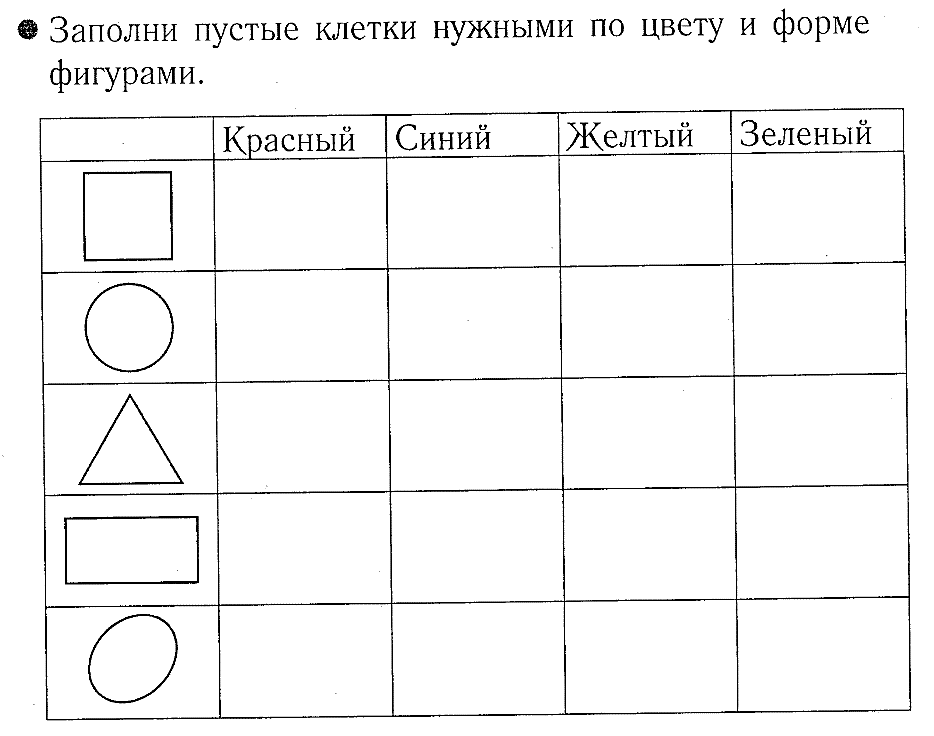 Заполни пустые клетки нужными по цвету и форме
фигурами.
Красный Синий Желтый Зеленый